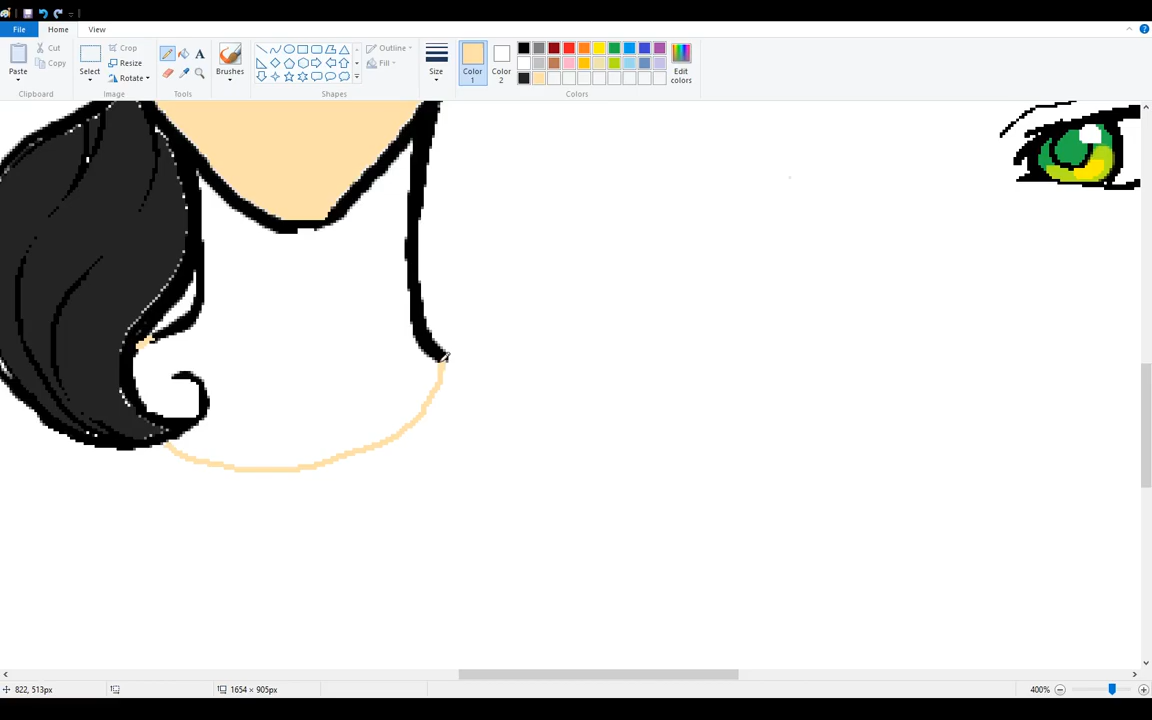 File Home View
Paste
Cut
Copy
Clipboard
Select
Crop
Resize
Rotate
Image
A
Tools
Brushes
Outline
Fill
Shapes
Size
Color
1
Color
2
Edit
colors
Colors
822, 513px
1654 × 905px
400%